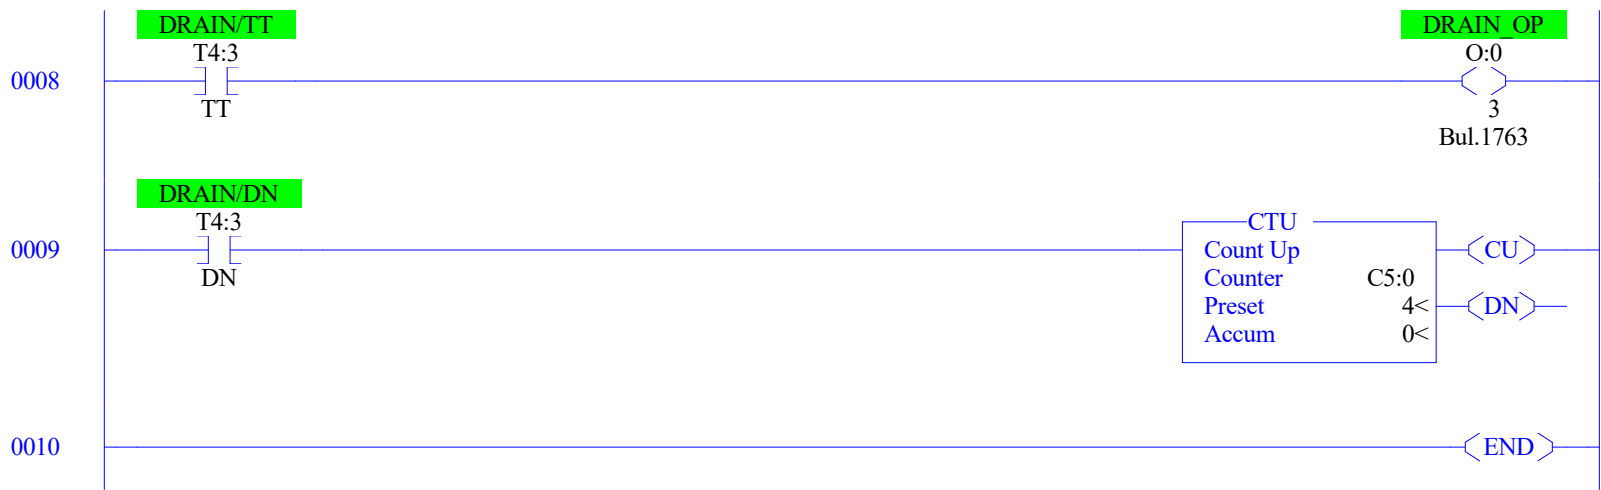 DRAIN/TT DRAIN_OP
T4:3 O:0
0008
TT 3
Bul.1763
DRAIN/DN
T4:3 CTU
0009 Count Up CU
DN Counter C5:0
Preset 4< DN
Accum 0<
0010 END